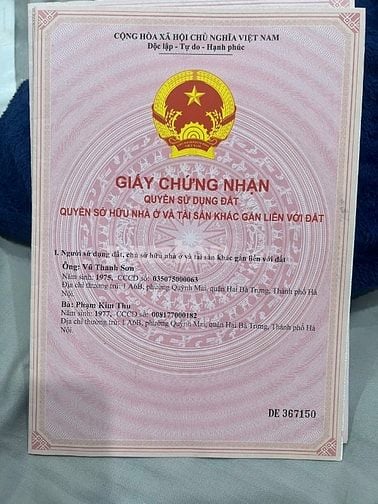 CỘNG HÒA XÃ HỘI CHỦ NGHĨA VIỆT NAM
Độc lập - Tự do - Hạnh phúc
GIẤY CHỨNG NHẬN
QUYỀN SỬ DỤNG ĐẤT
QUYỀN SỞ HỮU NHÀ Ở VÀ TÀI SẢN KHÁC GẮN LIỀN VỚI ĐẤT
I. Người sử dụng đất, chủ sở hữu nhà ở và tài sản khác gắn liền với đất
Ông: Vũ Thanh Sơn
Năm sinh: 1975, CCCD số: 035075000063
Địa chỉ thường trú: 1 A6B, phường Quỳnh Mai, quận Hai Bà Trưng, Thành phố Hà
Nội.
Bà: Phạm Kim Thu
Năm sinh: 1977, CCCD số: 008177000182
Địa chỉ thường trú: 1 A6B, phường Quỳnh Mai, quận Hai Bà Trưng, Thành phố Hà
Nội.
DE 367150